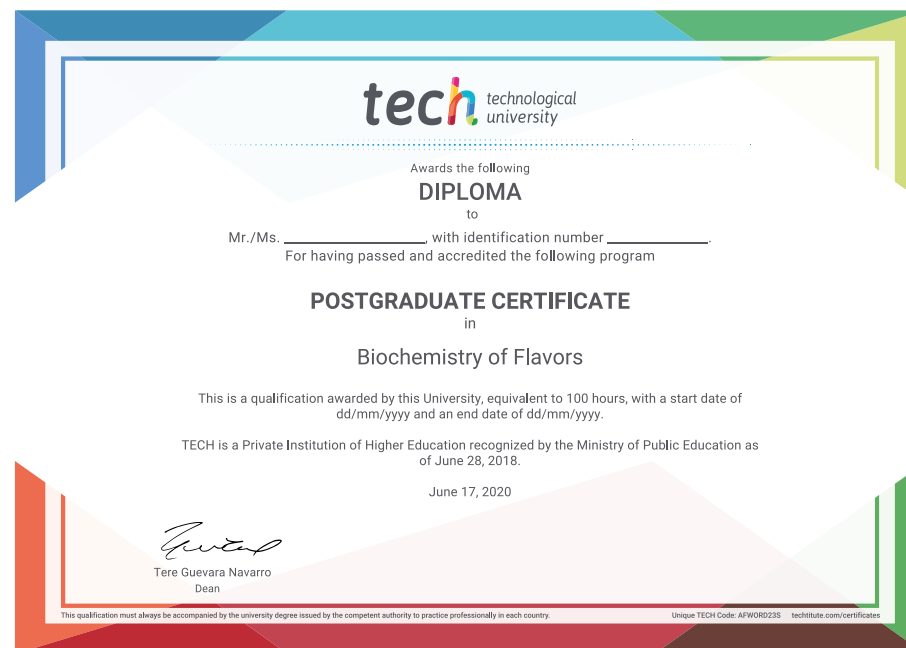 tech technological
university
Awards the following
DIPLOMA
to
Mr./Ms. ____________________, with identification number ______________.
For having passed and accredited the following program
POSTGRADUATE CERTIFICATE
in
Biochemistry of Flavors
This is a qualification awarded by this University, equivalent to 100 hours, with a start date of
dd/mm/yyyy and an end date of dd/mm/yyyy.
TECH is a Private Institution of Higher Education recognized by the Ministry of Public Education as
of June 28, 2018.
June 17, 2020
Tere Guevara Navarro
Dean
This qualification must always be accompanied by the university degree issued by the competent authority to practice professionally in each country. Unique TECH Code: AFWORD23S techtitute.com/certificates